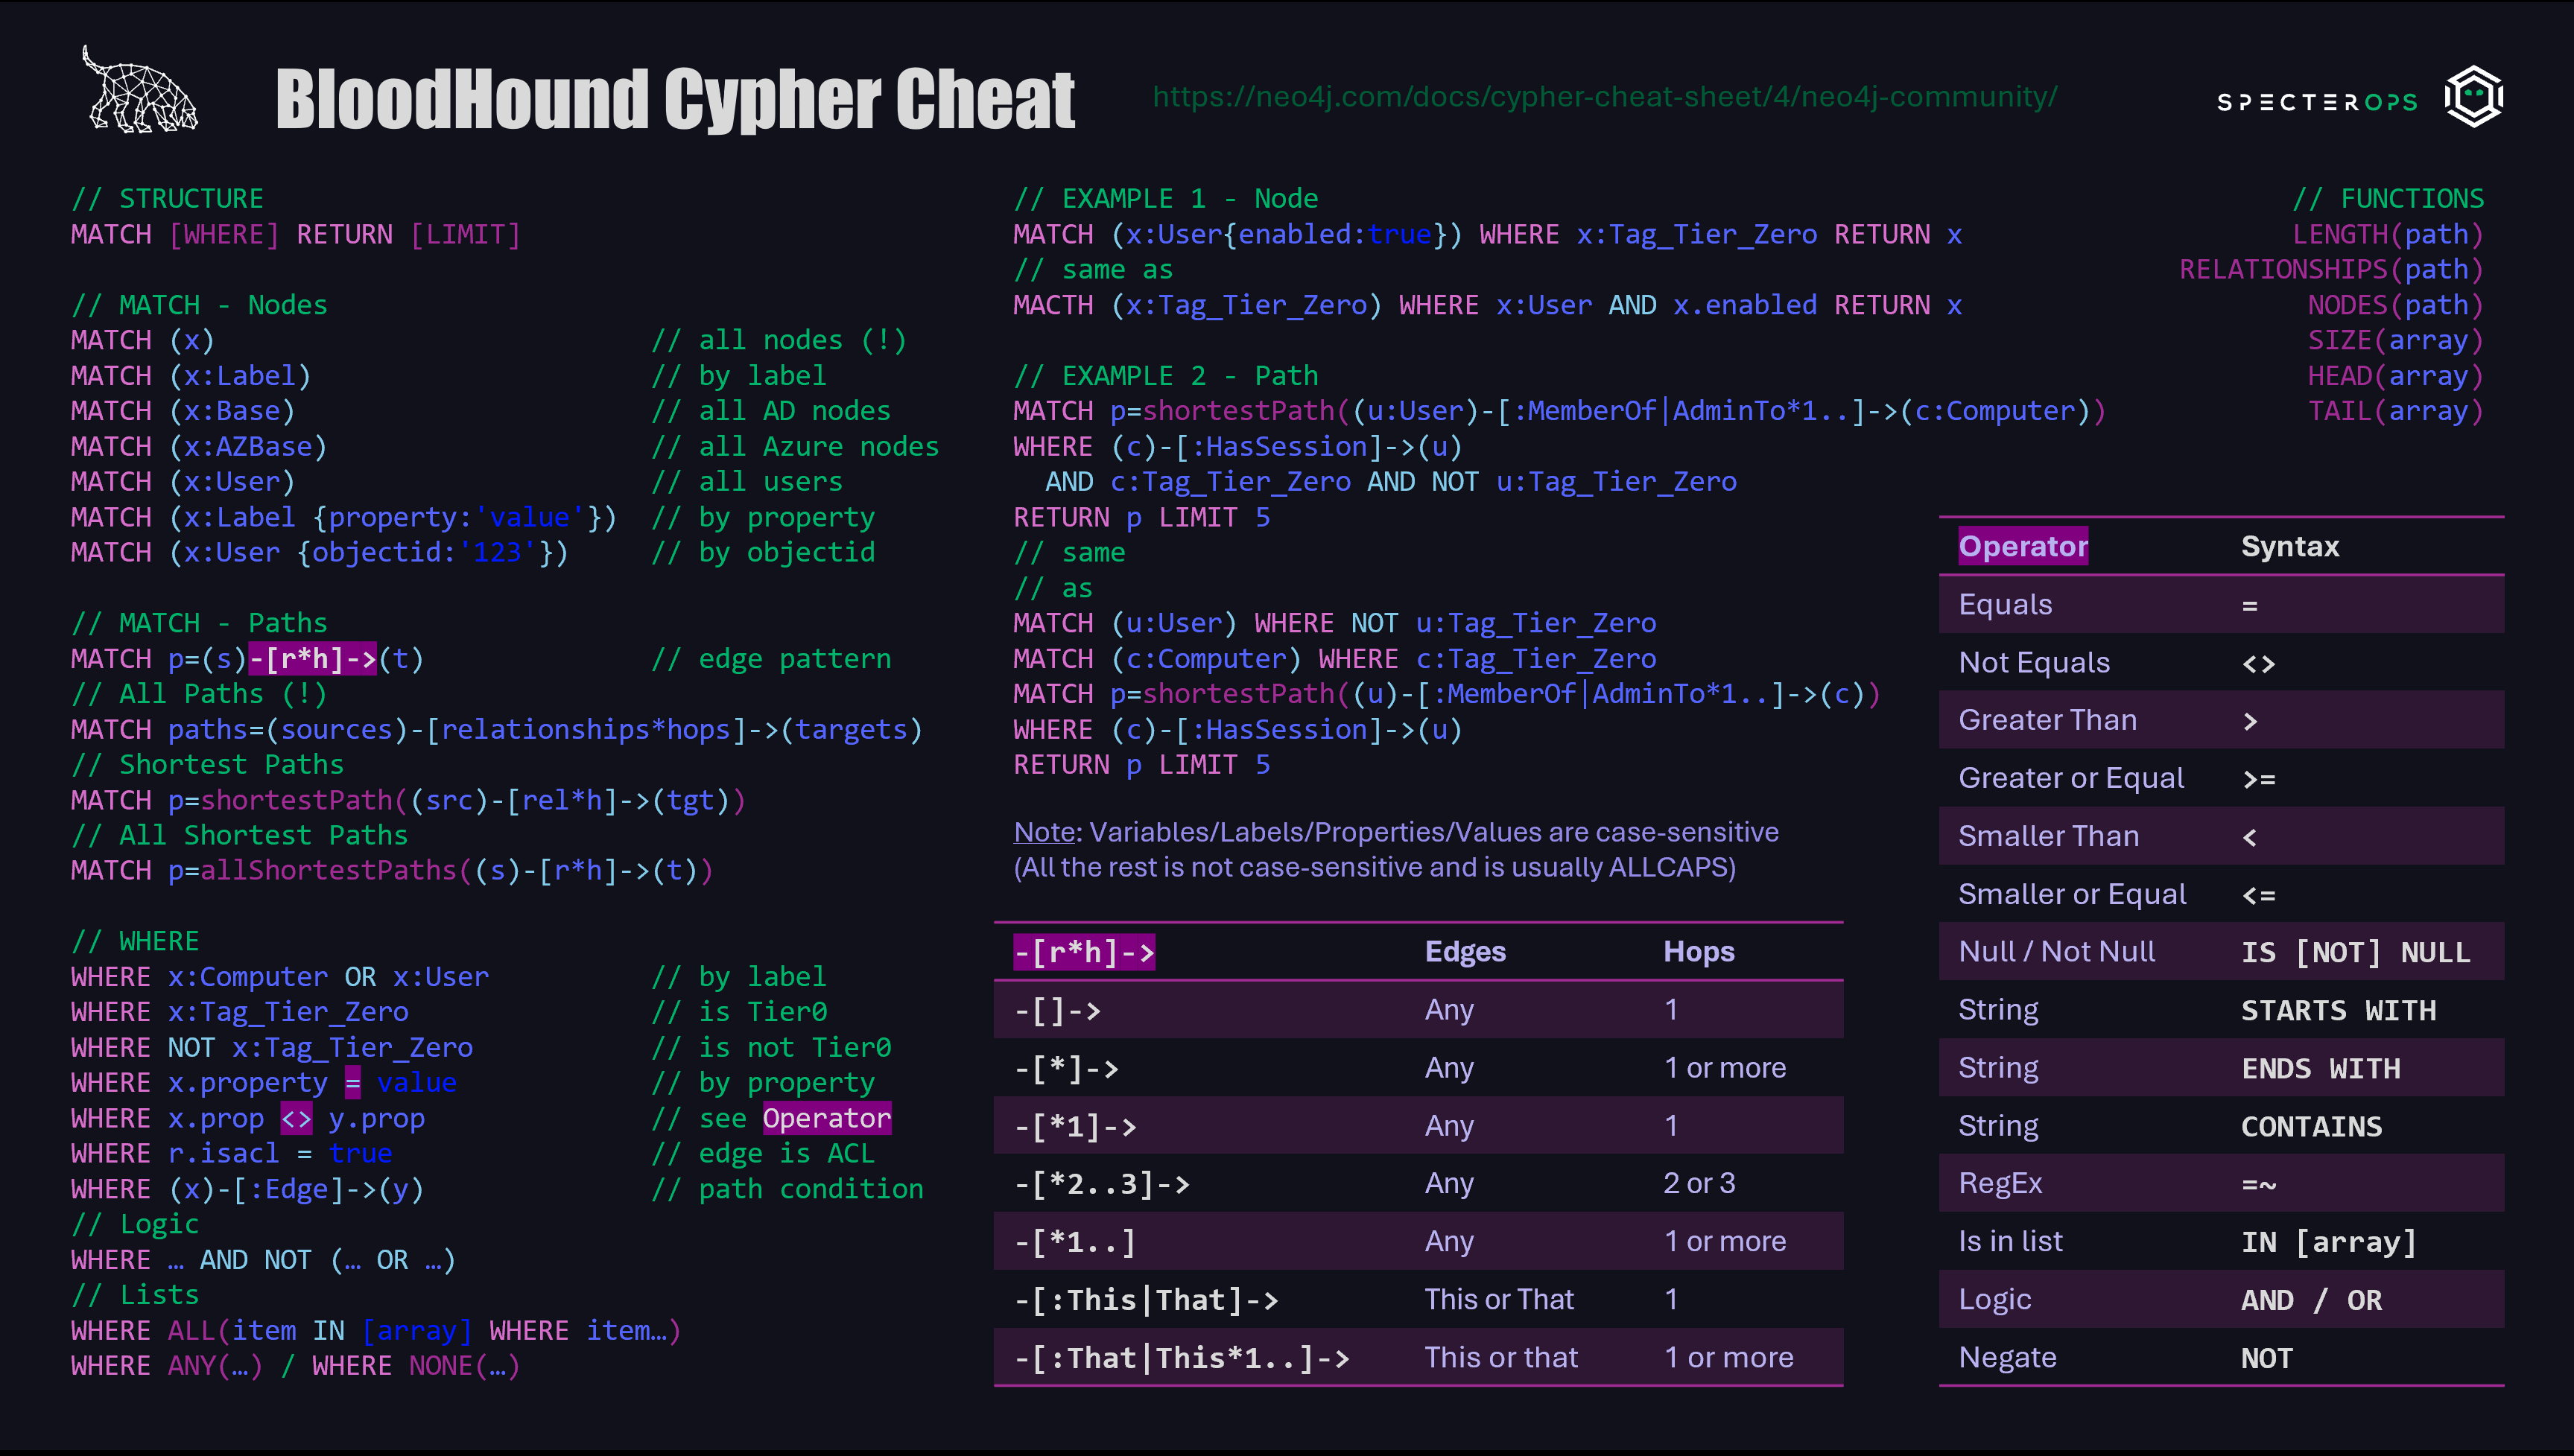 BloodHound Cypher Cheat
https://neo4j.com/docs/cypher-cheat-sheet/4/neo4j-community/
SPECTEROPS
// STRUCTURE
MATCH [WHERE] RETURN [LIMIT]
// MATCH - Nodes
MATCH (x) // all nodes (!)
MATCH (x:Label) // by label
MATCH (x:Base) // all AD nodes
MATCH (x:AZBase) // all Azure nodes
MATCH (x:User) // all users
MATCH (x:Label {property:'value'}) // by property
MATCH (x:User {objectid:'123'}) // by objectid
// MATCH - Paths
MATCH p=(s)-[r*h]->(t) // edge pattern
// All Paths (!)
MATCH paths=(sources)-[relationships*hops]->(targets)
// Shortest Paths
MATCH p=shortestPath((src)-[rel*h]->(tgt))
// All Shortest Paths
MATCH p=allShortestPaths((s)-[r*h]->(t))
// WHERE
WHERE x:Computer OR x:User // by label
WHERE x:Tag_Tier_Zero // is Tier0
WHERE NOT x:Tag_Tier_Zero // is not Tier0
WHERE x.property = value // by property
WHERE x.prop <> y.prop // see Operator
WHERE r.isacl = true // edge is ACL
WHERE (x)-[:Edge]->(y) // path condition
// Logic
WHERE … AND NOT (… OR …)
// Lists
WHERE ALL(item IN [array] WHERE item…)
WHERE ANY(…) / WHERE NONE(…)
// EXAMPLE 1 - Node
MATCH (x:User{enabled:true}) WHERE x:Tag_Tier_Zero RETURN x
// same as
MACTH (x:Tag_Tier_Zero) WHERE x:User AND x.enabled RETURN x
// EXAMPLE 2 - Path
MATCH p=shortestPath((u:User)-[:MemberOf|AdminTo*1..]->(c:Computer))
WHERE (c)-[:HasSession]->(u)
AND c:Tag_Tier_Zero AND NOT u:Tag_Tier_Zero
RETURN p LIMIT 5
// same
// as
MATCH (u:User) WHERE NOT u:Tag_Tier_Zero
MATCH (c:Computer) WHERE c:Tag_Tier_Zero
MATCH p=shortestPath((u)-[:MemberOf|AdminTo*1..]->(c))
WHERE (c)-[:HasSession]->(u)
RETURN p LIMIT 5
Note: Variables/Labels/Properties/Values are case-sensitive
(All the rest is not case-sensitive and is usually ALLCAPS)
-[r*h]-> Edges Hops
-[]-> Any 1
-[*]-> Any 1 or more
-[*1]-> Any 1
-[*2..3]-> Any 2 or 3
-[*1..] Any 1 or more
-[:This|That]-> This or That 1
-[:That|This*1..]-> This or that 1 or more
// FUNCTIONS
LENGTH(path)
RELATIONSHIPS(path)
NODES(path)
SIZE(array)
HEAD(array)
TAIL(array)
Operator Syntax
Equals =
Not Equals <>
Greater Than >
Greater or Equal >=
Smaller Than <
Smaller or Equal <=
Null / Not Null IS [NOT] NULL
String STARTS WITH
String ENDS WITH
String CONTAINS
RegEx =~
Is in list IN [array]
Logic AND / OR
Negate NOT